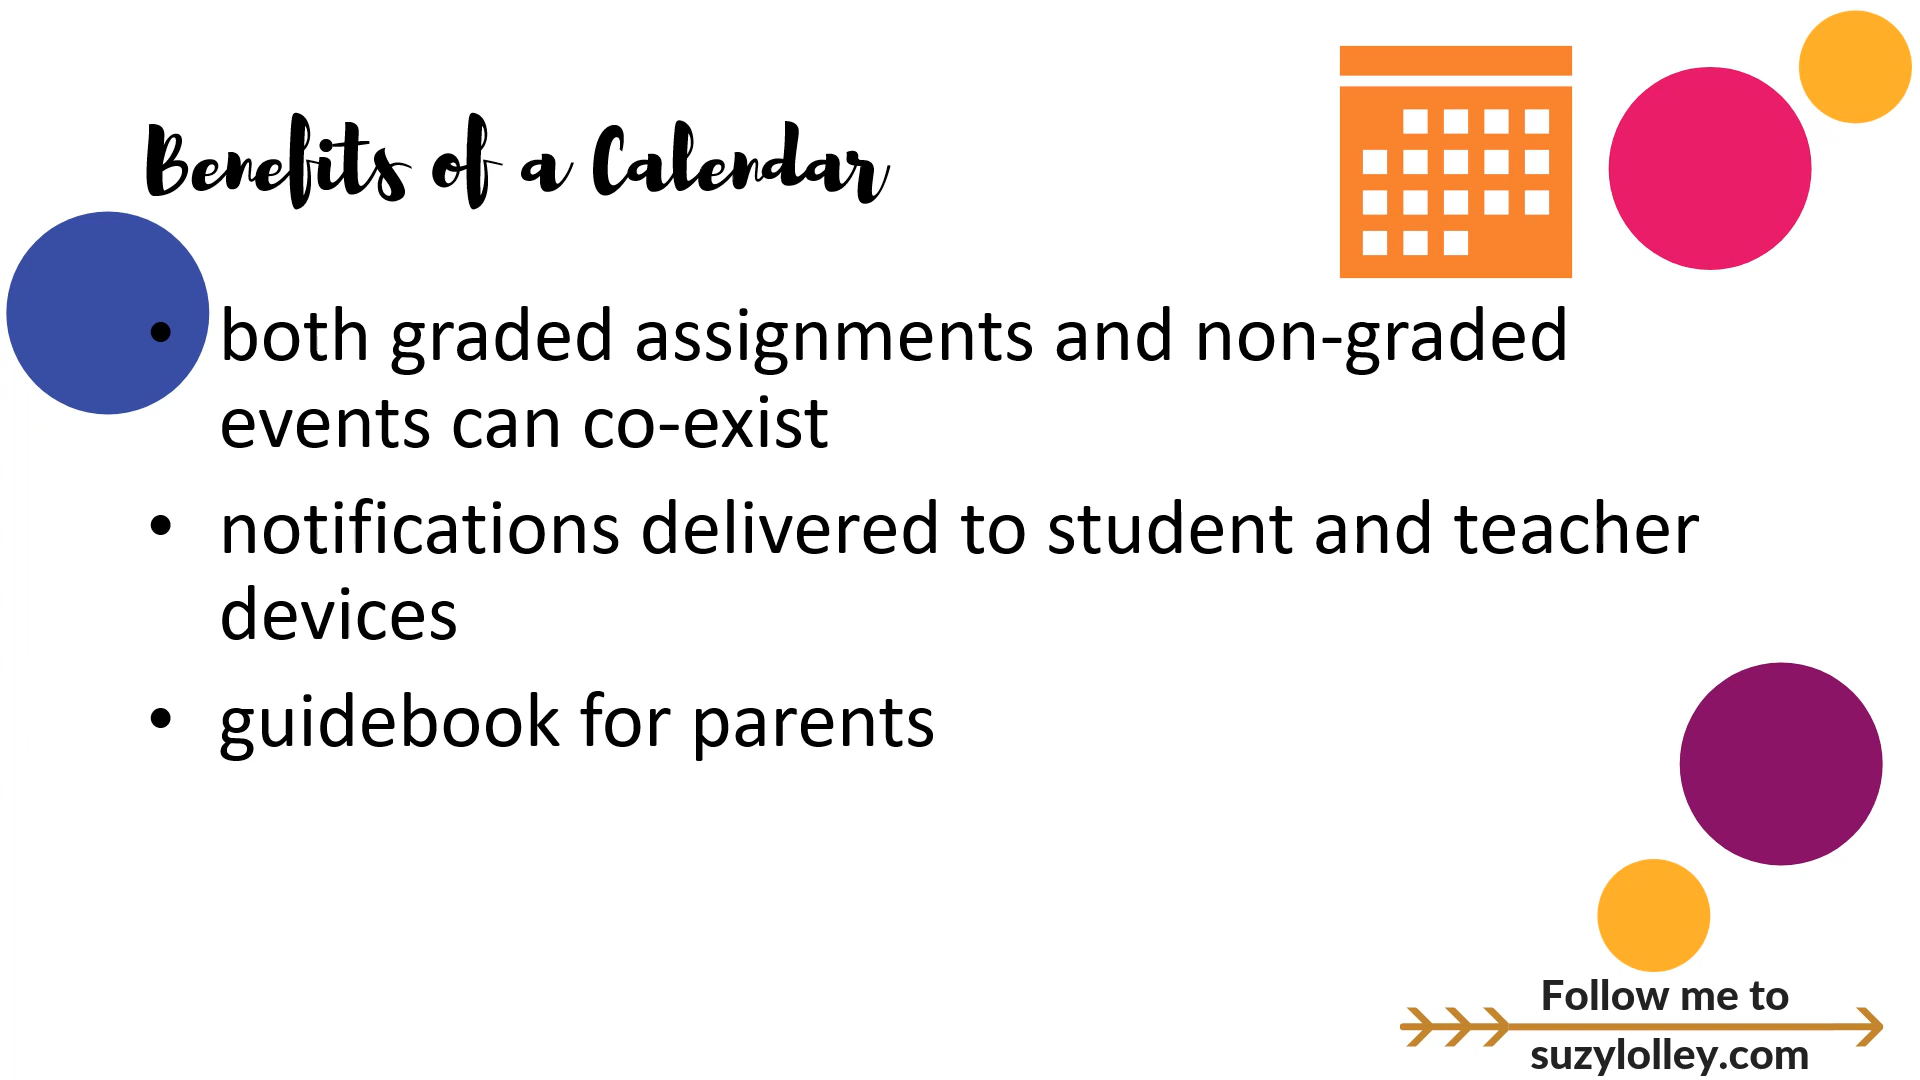 Benefits of a Calendar
• both graded assignments and non-graded
events can co-exist
• notifications delivered to student and teacher
devices
• guidebook for parents
Follow me to
suzylolley.com